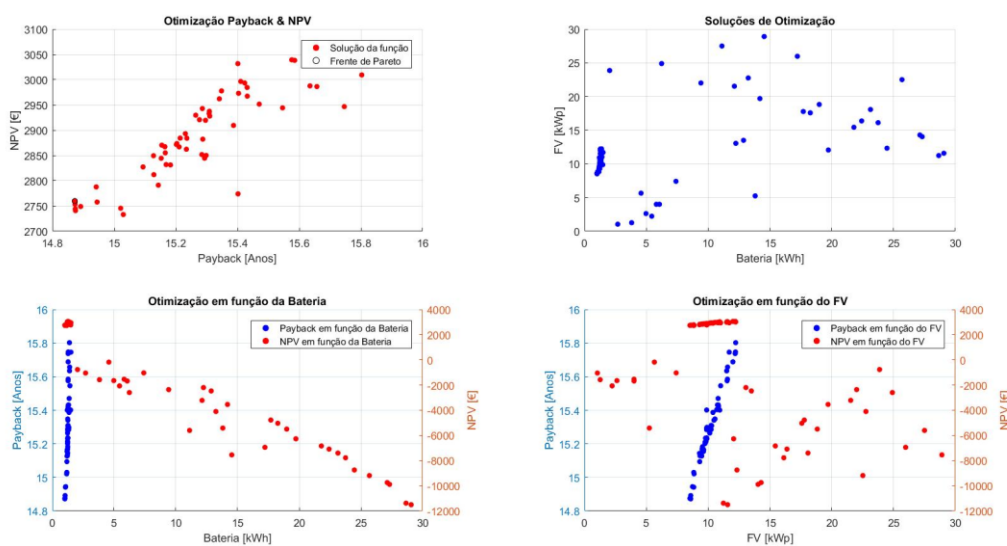 Otimização Payback & NPV
NPV [€]
3100
3050
3000
2950
2900
2850
2800
2750
2700
Solução da função
Frente de Pareto
14.8 15 15.2 15.4 15.6 15.8 16
Payback [Anos]
Soluções de Otimização
FV [kWp]
30
25
20
15
10
5
0
0 5 10 15 20 25 30
Bateria [kWh]
Otimização em função da Bateria
Payback [Anos]
16
15.8
15.6
15.4
15.2
15
14.8
Payback em função da Bateria
NPV em função da Bateria
4000
2000
0
-2000
-4000
-6000
-8000
-10000
-12000
NPV [€]
0 5 10 15 20 25 30
Bateria [kWh]
Otimização em função do FV
Payback [Anos]
16
15.8
15.6
15.4
15.2
15
14.8
Payback em função do FV
NPV em função do FV
4000
2000
0
-2000
-4000
-6000
-8000
-10000
-12000
NPV [€]
0 5 10 15 20 25 30
FV [kWp]